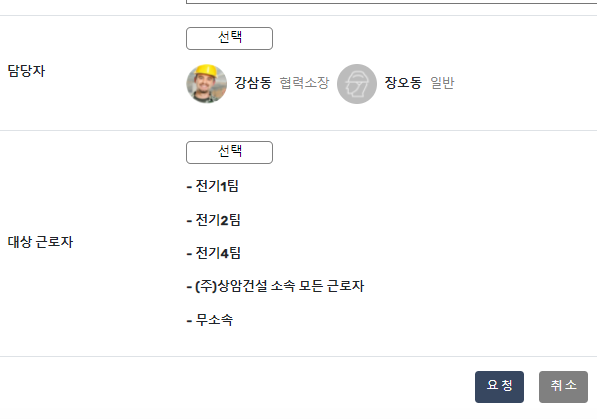 선택
담당자
강삼동 협력소장 장오동 일반
선택
- 전기1팀
- 전기2팀
대상 근로자
- 전기4팀
- (주)상암건설 소속 모든 근로자
- 무소속
요청 취소